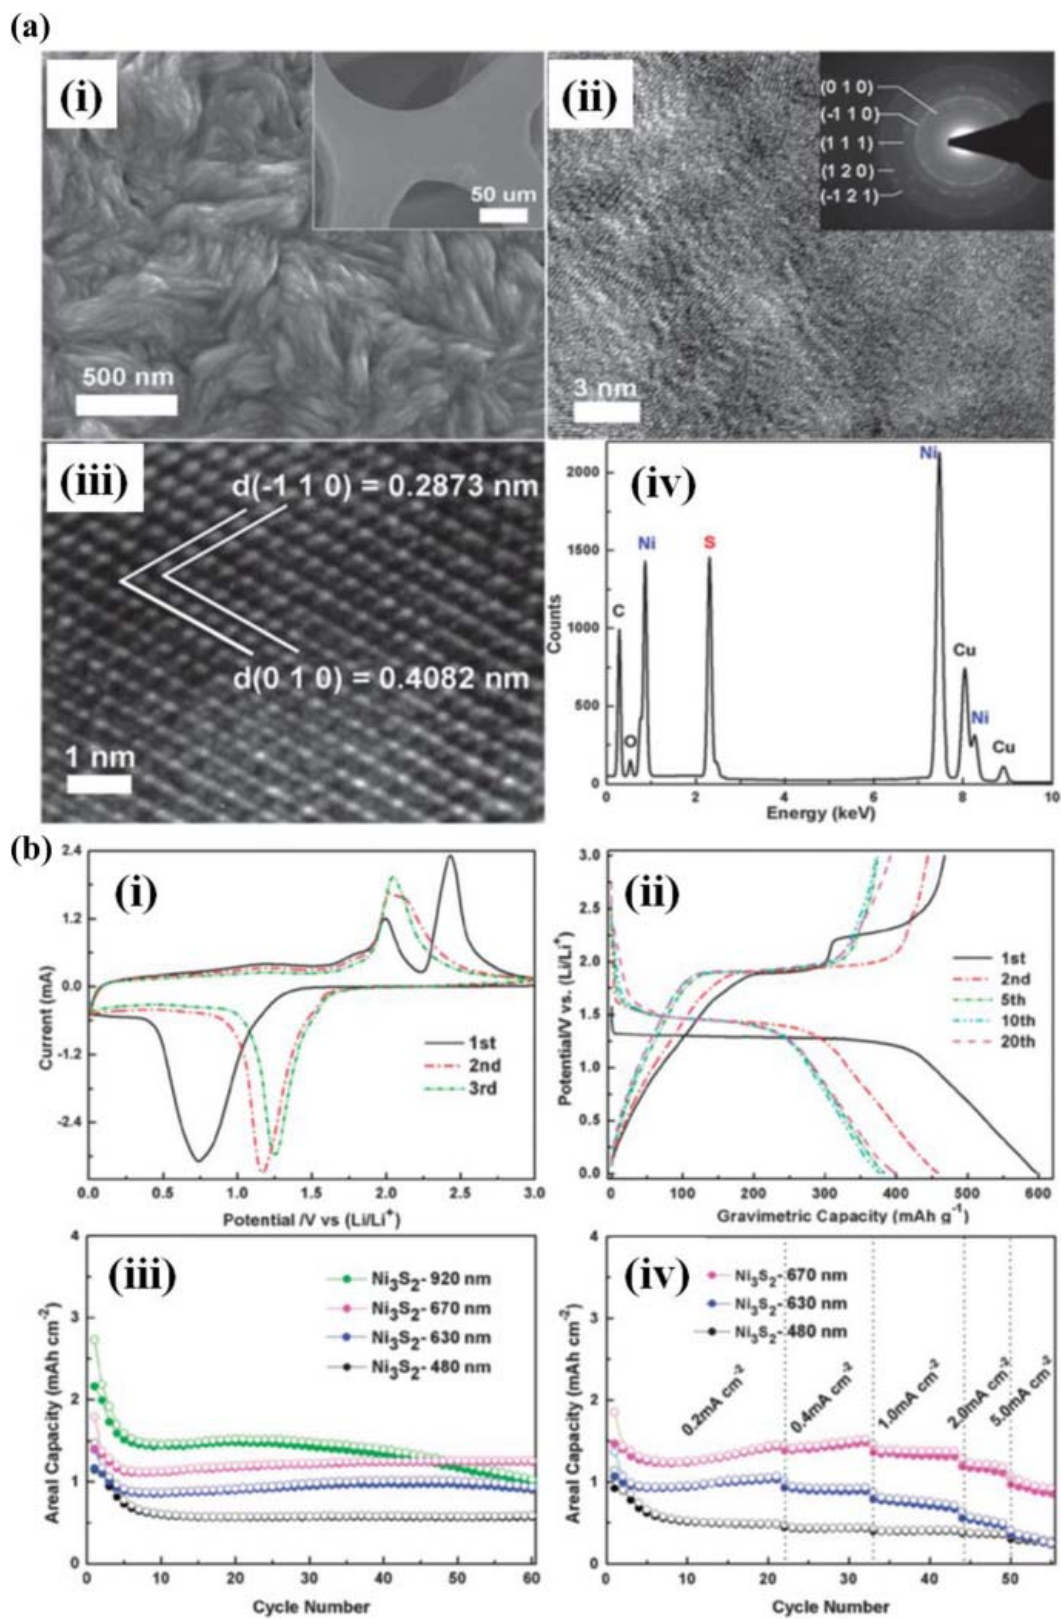 (a)
(i)
50 um
500 nm
(ii)
(0 1 0)
(-1 1 0)
(1 1 1)
(1 2 0)
(-1 2 1)
3 nm
(iii)
d(-1 1 0) = 0.2873 nm
d(0 1 0) = 0.4082 nm
1 nm
(iv)
Counts
2000
1500
1000
500
0
C
O
Ni
S
Ni
Cu
Ni
Cu
0 2 4 6 8 10
Energy (keV)
(b)
(i)
Current (mA)
2.4
1.2
0.0
-1.2
-2.4
1st
2nd
3rd
0.0 0.5 1.0 1.5 2.0 2.5 3.0
Potential /V vs (Li/Li⁺)
(ii)
Potential/V vs. (Li/Li⁺)
3.0
2.5
2.0
1.5
1.0
0.5
0.0
1st
2nd
5th
10th
20th
0 100 200 300 400 500 600
Gravimetric Capacity (mAh g⁻¹)
(iii)
Areal Capacity (mAh cm⁻²)
4
3
2
1
0
Ni₃S₂- 920 nm
Ni₃S₂- 670 nm
Ni₃S₂- 630 nm
Ni₃S₂- 480 nm
0 10 20 30 40 50 60
Cycle Number
(iv)
Areal Capacity (mAh cm⁻²)
4
3
2
1
0
Ni₃S₂- 670 nm
Ni₃S₂- 630 nm
Ni₃S₂- 480 nm
0.2mA cm⁻²
0.4mA cm⁻²
1.0mA cm⁻²
2.0mA cm⁻²
5.0mA cm⁻²
0 10 20 30 40 50
Cycle Number